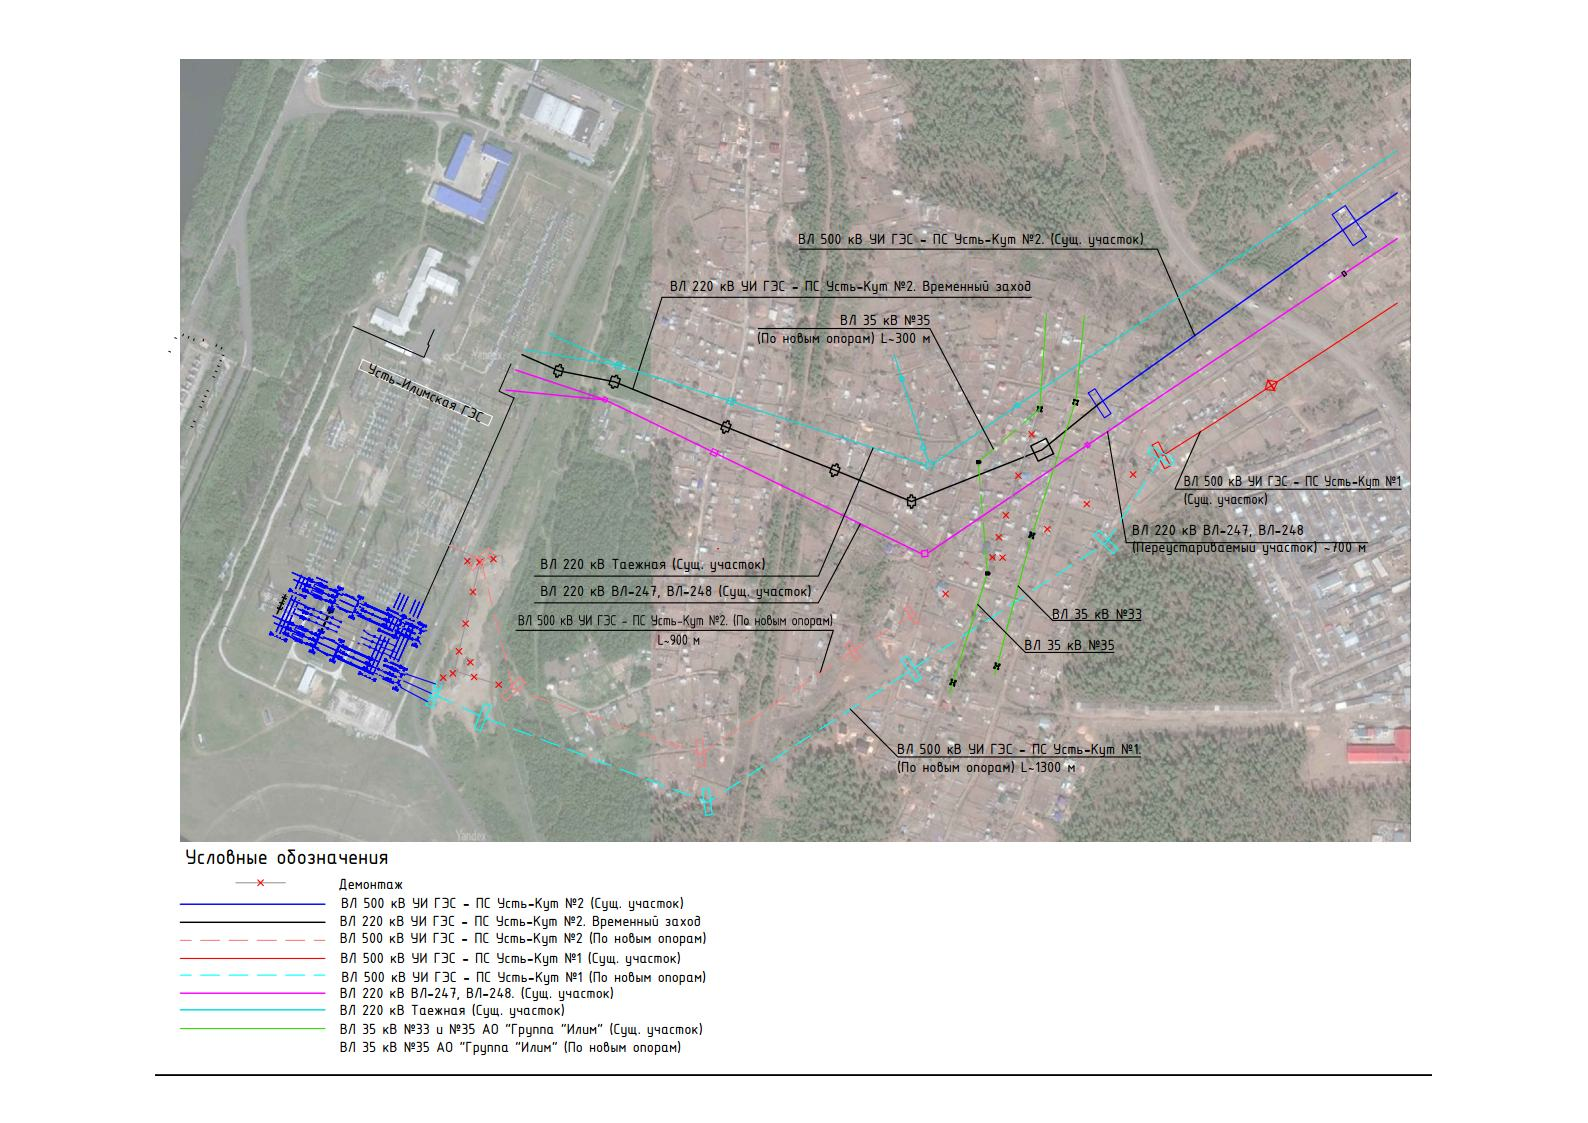 ВЛ 500 кВ УИ ГЭС - ПС Усть-Кут №2. (Сущ. участок)
ВЛ 220 кВ УИ ГЭС - ПС Усть-Кут №2. Временный заход
ВЛ 35 кВ №35
(По новым опорам) L~300 м
Yandex
Усть-Илимская ГЭС
ВЛ 500 кВ УИ ГЭС - ПС Усть-Кут №1
(Сущ. участок)
ВЛ 220 кВ ВЛ-247, ВЛ-248
(Переустариваемый участок) ~700 м
ВЛ 220 кВ Таежная (Сущ. участок)
ВЛ 220 кВ ВЛ-247, ВЛ-248 (Сущ. участок)
ВЛ 500 кВ УИ ГЭС - ПС Усть-Кут №2. (По новым опорам)
L~900 м
ВЛ 35 кВ №33
ВЛ 35 кВ №35
ВЛ 500 кВ УИ ГЭС - ПС Усть-Кут №1.
(По новым опорам) L~1300 м
Yandex
Условные обозначения
Демонтаж
ВЛ 500 кВ УИ ГЭС - ПС Усть-Кут №2 (Сущ. участок)
ВЛ 220 кВ УИ ГЭС - ПС Усть-Кут №2. Временный заход
ВЛ 500 кВ УИ ГЭС - ПС Усть-Кут №2 (По новым опорам)
ВЛ 500 кВ УИ ГЭС - ПС Усть-Кут №1 (Сущ. участок)
ВЛ 500 кВ УИ ГЭС - ПС Усть-Кут №1 (По новым опорам)
ВЛ 220 кВ ВЛ-247, ВЛ-248. (Сущ. участок)
ВЛ 220 кВ Таежная (Сущ. участок)
ВЛ 35 кВ №33 и №35 АО "Группа "Илим" (Сущ. участок)
ВЛ 35 кВ №35 АО "Группа "Илим" (По новым опорам)